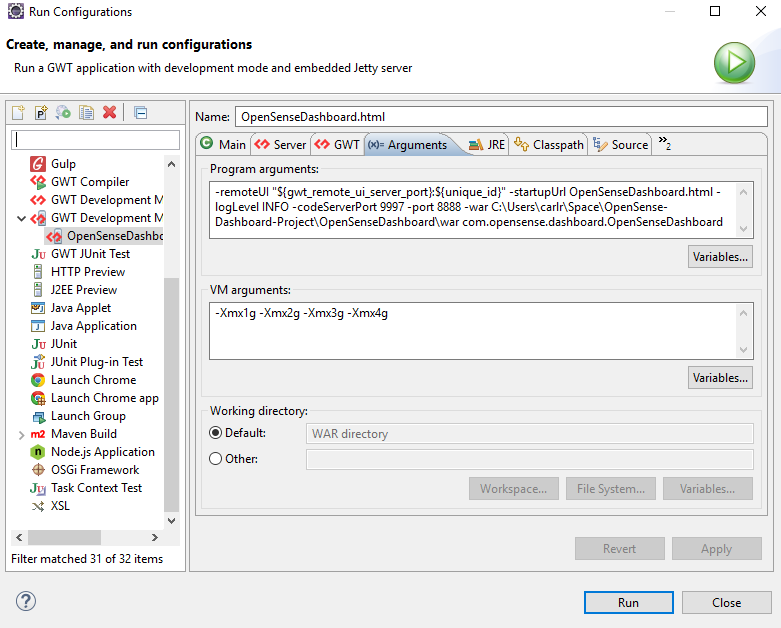 Run Configurations
Create, manage, and run configurations
Run a GWT application with development mode and embedded Jetty server
Name: OpenSenseDashboard.html
Main Server GWT (x)= Arguments JRE Classpath Source »2
Gulp
GWT Compiler
GWT Development M
GWT Development M
OpenSenseDashbo
GWT JUnit Test
HTTP Preview
J2EE Preview
Java Applet
Java Application
JUnit
JUnit Plug-in Test
Launch Chrome
Launch Chrome app
Launch Group
Maven Build
Node.js Application
OSGi Framework
Task Context Test
XSL
Filter matched 31 of 32 items
Program arguments:
-remoteUI "${gwt_remote_ui_server_port}:${unique_id}" -startupUrl OpenSenseDashboard.html -
logLevel INFO -codeServerPort 9997 -port 8888 -war C:\Users\carlr\Space\OpenSense-
Dashboard-Project\OpenSenseDashboard\war com.opensense.dashboard.OpenSenseDashboard
Variables...
VM arguments:
-Xmx1g -Xmx2g -Xmx3g -Xmx4g
Variables...
Working directory:
Default: WAR directory
Other:
Workspace... File System... Variables...
Revert Apply
Run Close